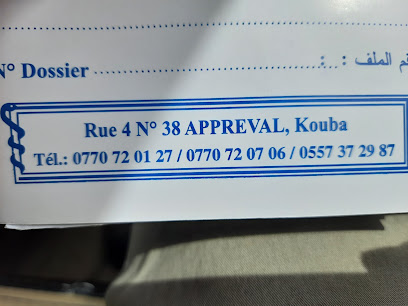 N° Dossier ........................ : الملف
Rue 4 N° 38 APPREVAL, Kouba
Tél.: 0770 72 01 27 / 0770 72 07 06 / 0557 37 29 87